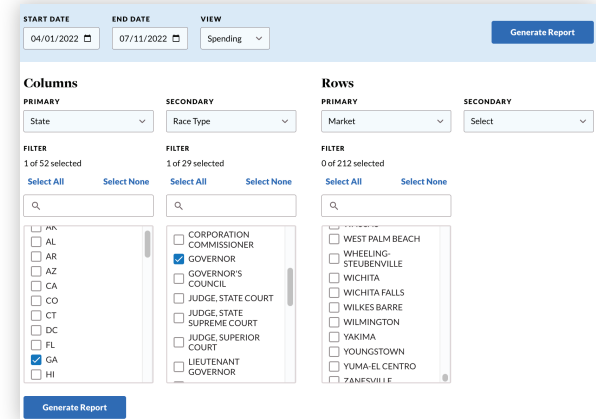 START DATE END DATE VIEW
04/01/2022 07/11/2022 Spending Generate Report
Columns Rows
PRIMARY SECONDARY PRIMARY SECONDARY
State Race Type Market Select
FILTER FILTER FILTER
1 of 52 selected 1 of 29 selected 0 of 212 selected
Select All Select None Select All Select None Select All Select None
AK
AL
AR
AZ
CA
CO
CT
DC
FL
GA
HI
CORPORATION
COMMISSIONER
GOVERNOR
GOVERNOR'S
COUNCIL
JUDGE, STATE COURT
JUDGE, STATE
SUPREME COURT
JUDGE, SUPERIOR
COURT
LIEUTENANT
GOVERNOR
WEST PALM BEACH
WHEELING-
STEUBENVILLE
WICHITA
WICHITA FALLS
WILKES BARRE
WILMINGTON
YAKIMA
YOUNGSTOWN
YUMA-EL CENTRO
ZANESVILLE
Generate Report